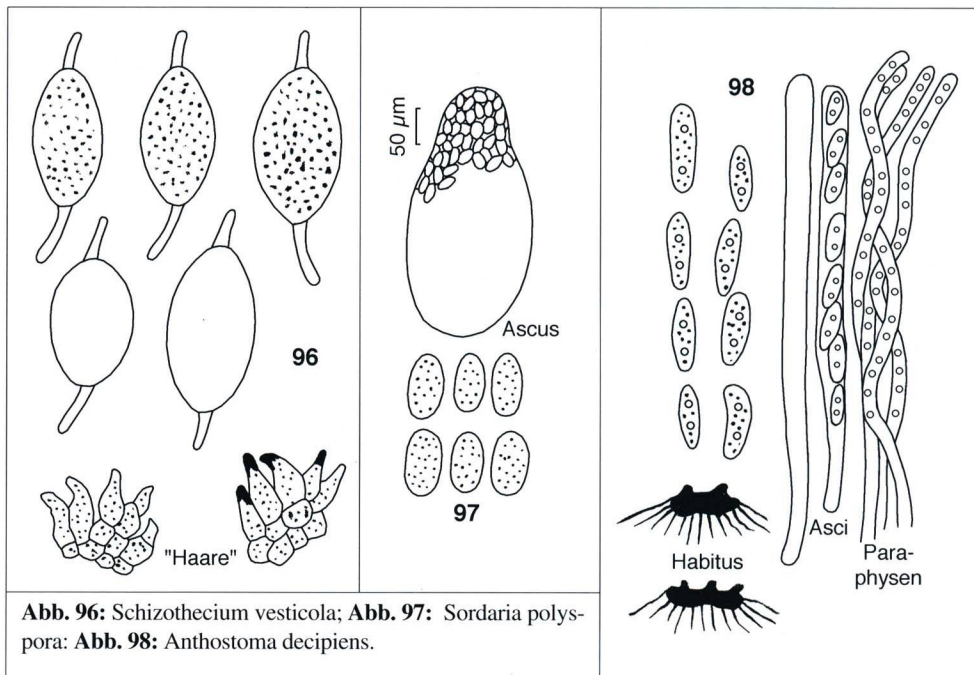 96
"Haare"
50 µm
Ascus
97
98
Habitus
Asci
Para-
physen
Abb. 96: Schizothecium vesticola; Abb. 97: Sordaria polys-
pora: Abb. 98: Anthostoma decipiens.